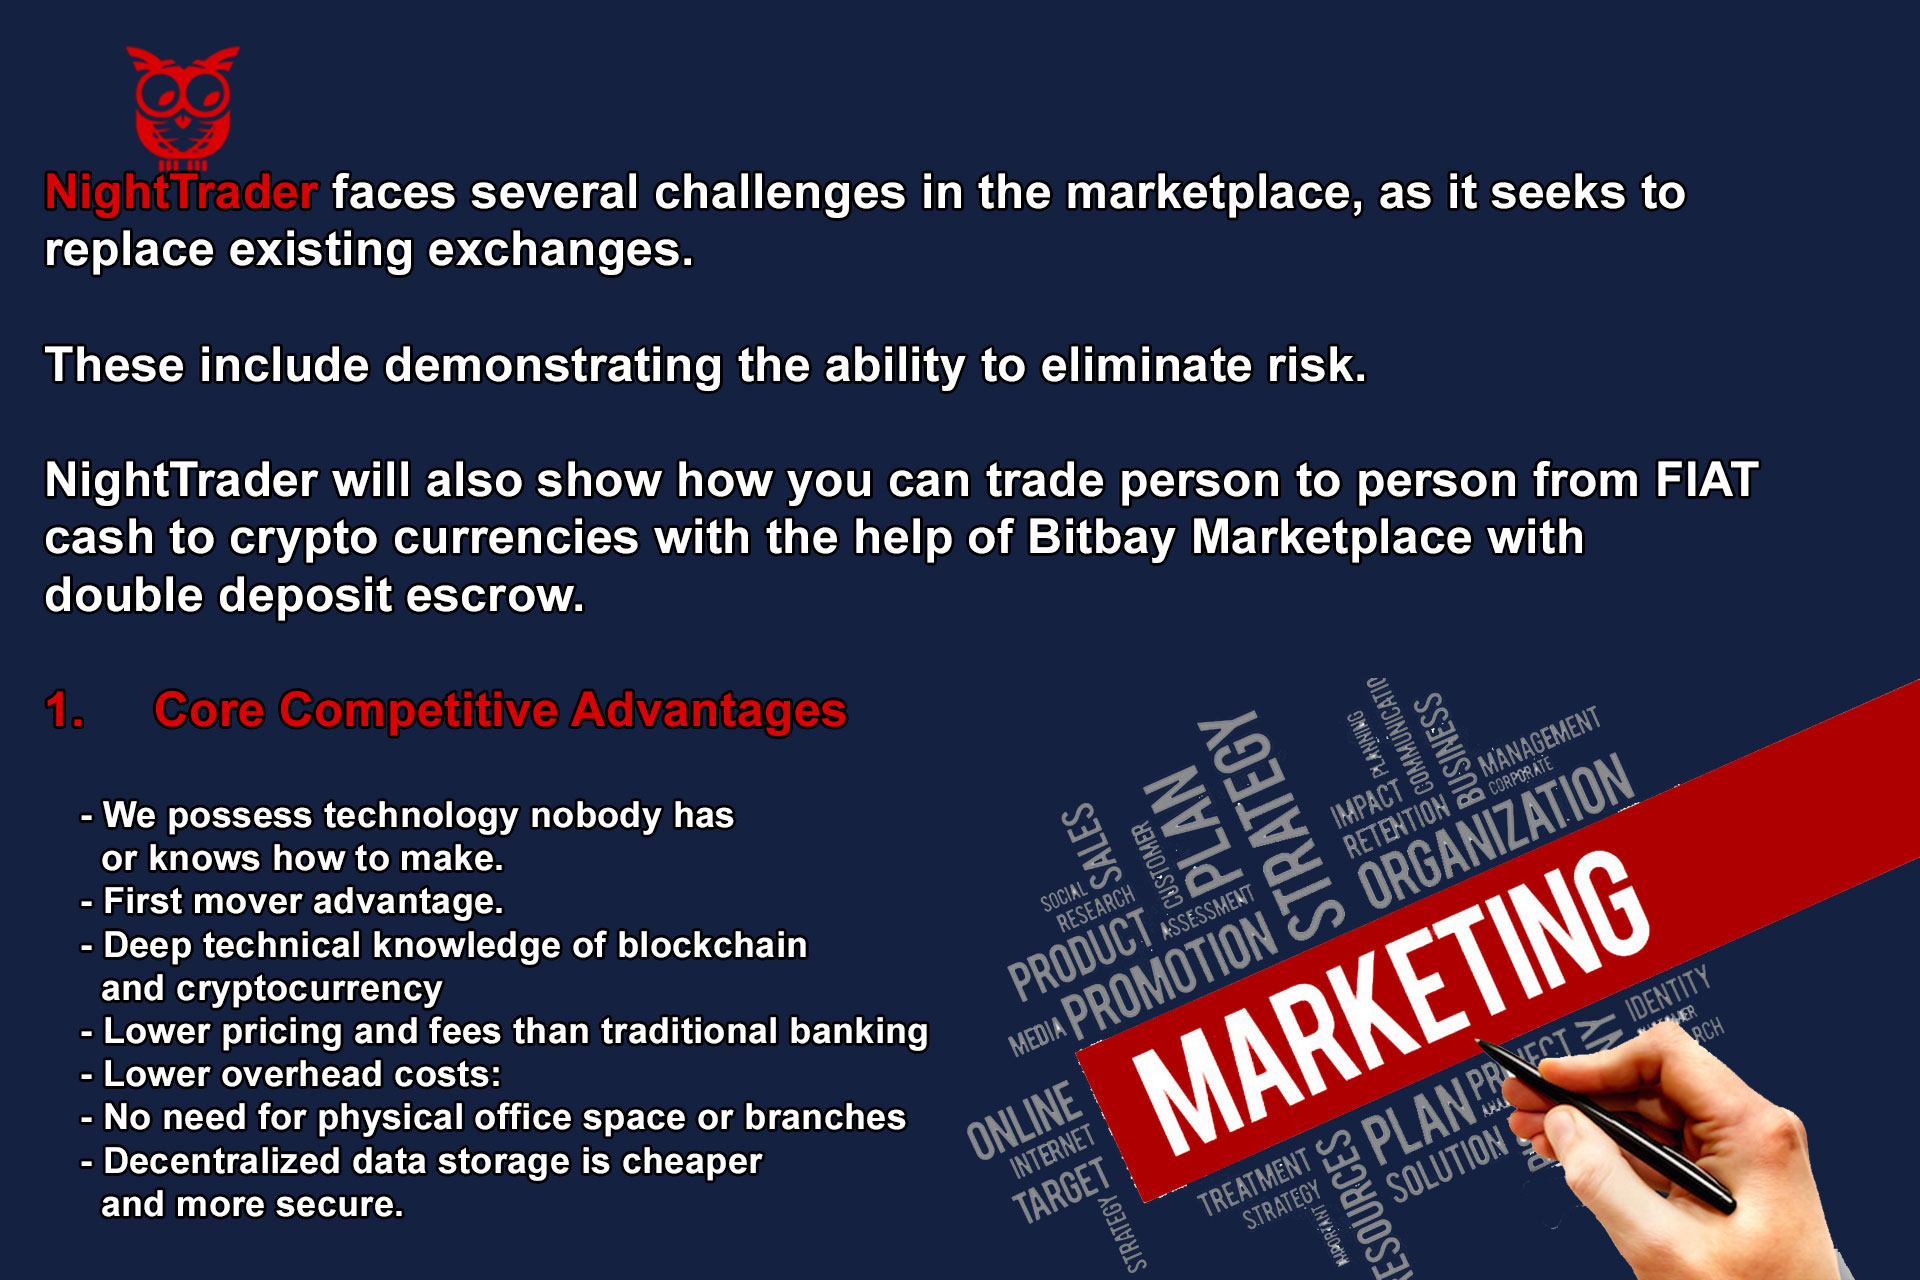 NightTrader faces several challenges in the marketplace, as it seeks to
replace existing exchanges.
These include demonstrating the ability to eliminate risk.
NightTrader will also show how you can trade person to person from FIAT
cash to crypto currencies with the help of Bitbay Marketplace with
double deposit escrow.
1. Core Competitive Advantages
- We possess technology nobody has
or knows how to make.
- First mover advantage.
- Deep technical knowledge of blockchain
and cryptocurrency
- Lower pricing and fees than traditional banking
- Lower overhead costs:
- No need for physical office space or branches
- Decentralized data storage is cheaper
and more secure.
SOCIAL
SALES
RESEARCH
CUSTOMER
PLAN
STRATEGY
ASSESSMENT
PRODUCT
MEDIA
PROMOTION
PLANNING
BUSINESS
MANAGEMENT
CORPORATE
IMPACT
RETENTION
ORGANIZATION
MARKETING
IDENTITY
ONLINE
INTERNET
TARGET
STRATEGY
TREATMENT
STRATEGY
PLAN
SOLUTION